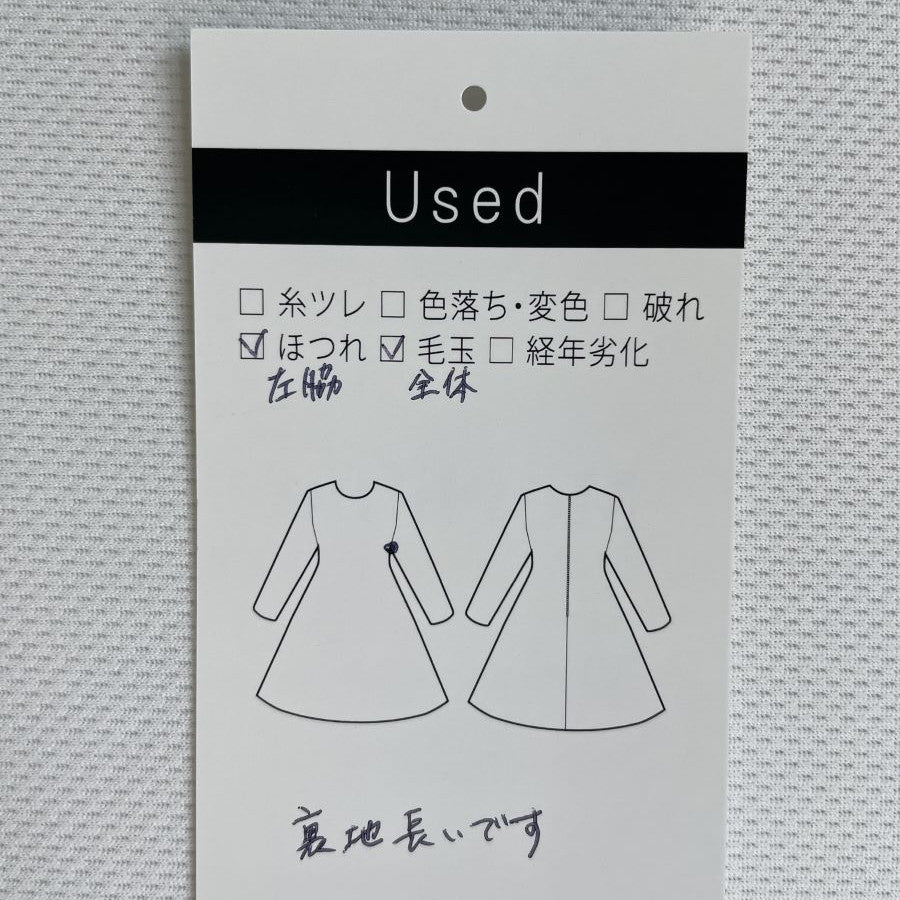 Used
□ 糸ツレ □ 色落ち・変色 □ 破れ
☑ ほつれ ☑ 毛玉 □ 経年劣化
左脇 全体
裏地長いです